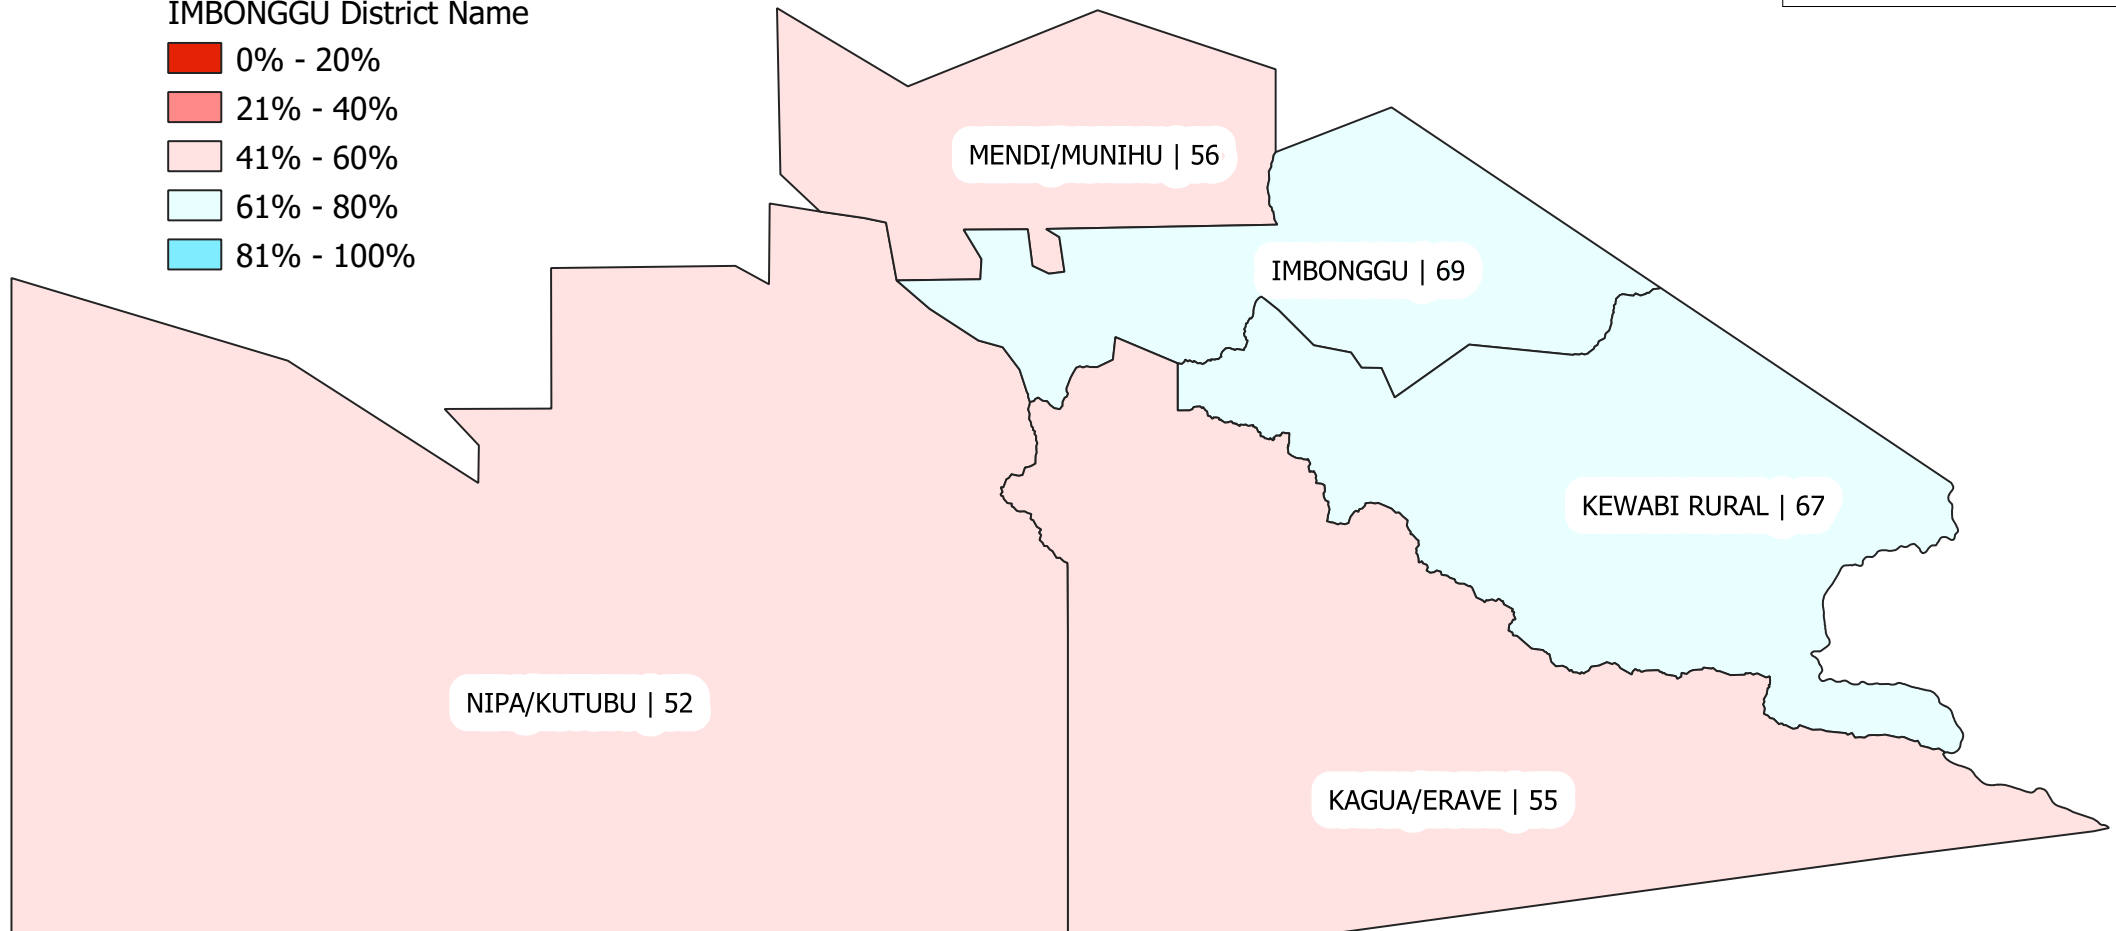 IMBONGGU District Name
0% - 20%
21% - 40%
41% - 60%
61% - 80%
81% - 100%
MENDI/MUNIHU | 56
IMBONGGU | 69
KEWABI RURAL | 67
NIPA/KUTUBU | 52
KAGUA/ERAVE | 55